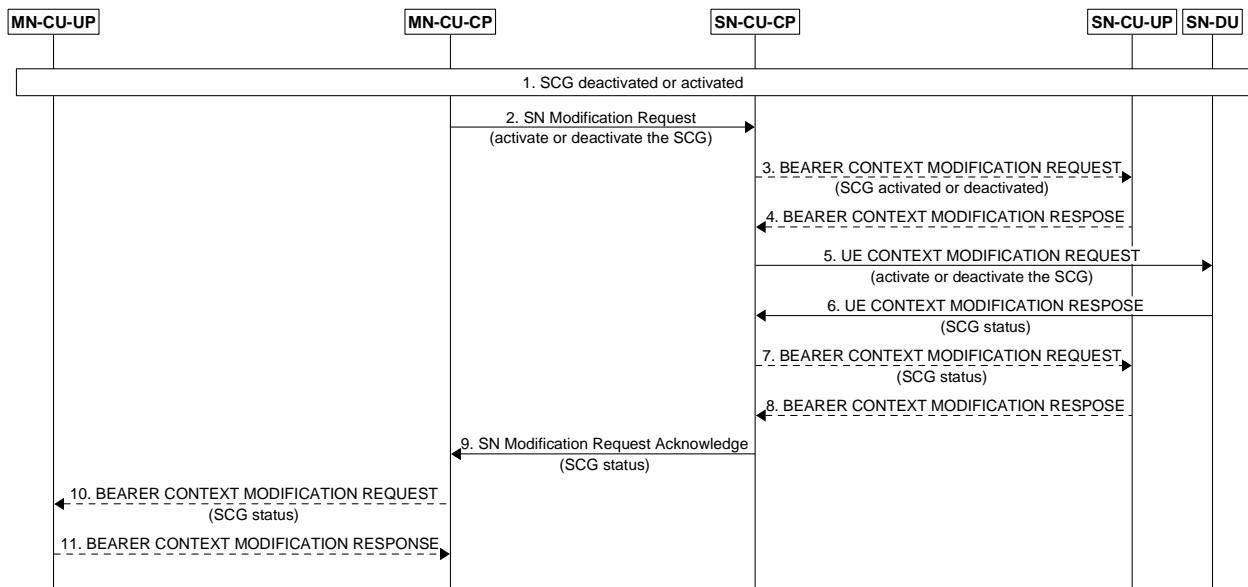 MN-CU-UP
MN-CU-CP
SN-CU-CP
SN-CU-UP
SN-DU
1. SCG deactivated or activated
2. SN Modification Request
(activate or deactivate the SCG)
3. BEARER CONTEXT MODIFICATION REQUEST
(SCG activated or deactivated)
4. BEARER CONTEXT MODIFICATION RESPOSE
5. UE CONTEXT MODIFICATION REQUEST
(activate or deactivate the SCG)
6. UE CONTEXT MODIFICATION RESPOSE
(SCG status)
7. BEARER CONTEXT MODIFICATION REQUEST
(SCG status)
8. BEARER CONTEXT MODIFICATION RESPOSE
9. SN Modification Request Acknowledge
(SCG status)
10. BEARER CONTEXT MODIFICATION REQUEST
(SCG status)
11. BEARER CONTEXT MODIFICATION RESPONSE